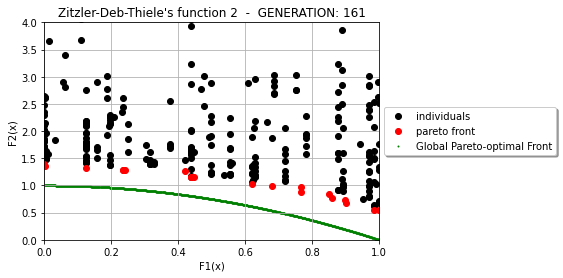 Zitzler-Deb-Thiele's function 2 - GENERATION: 161
4.0
3.5
3.0
2.5
2.0
1.5
1.0
0.5
0.0
F2(x)
0.0 0.2 0.4 0.6 0.8 1.0
F1(x)
individuals
pareto front
Global Pareto-optimal Front